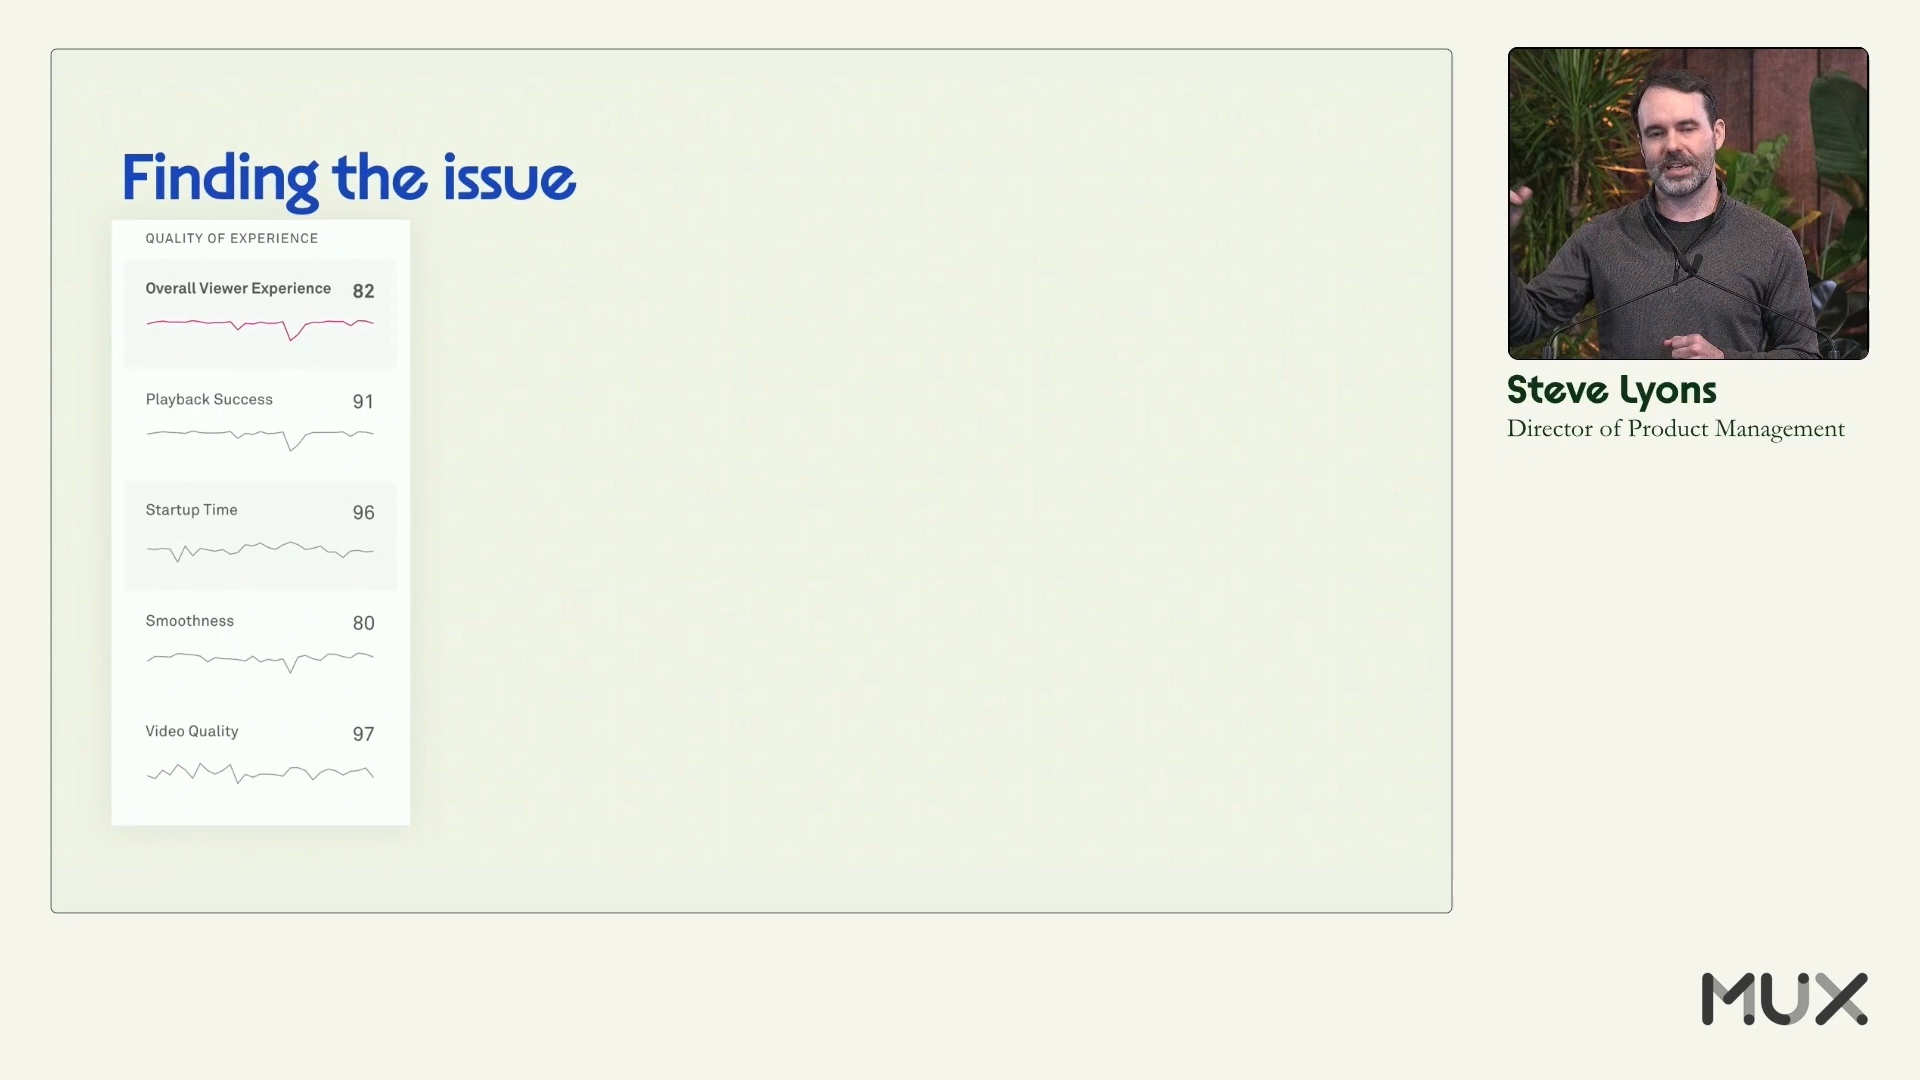 Finding the issue
QUALITY OF EXPERIENCE
Overall Viewer Experience 82
Playback Success 91
Startup Time 96
Smoothness 80
Video Quality 97
Steve Lyons
Director of Product Management
MUX